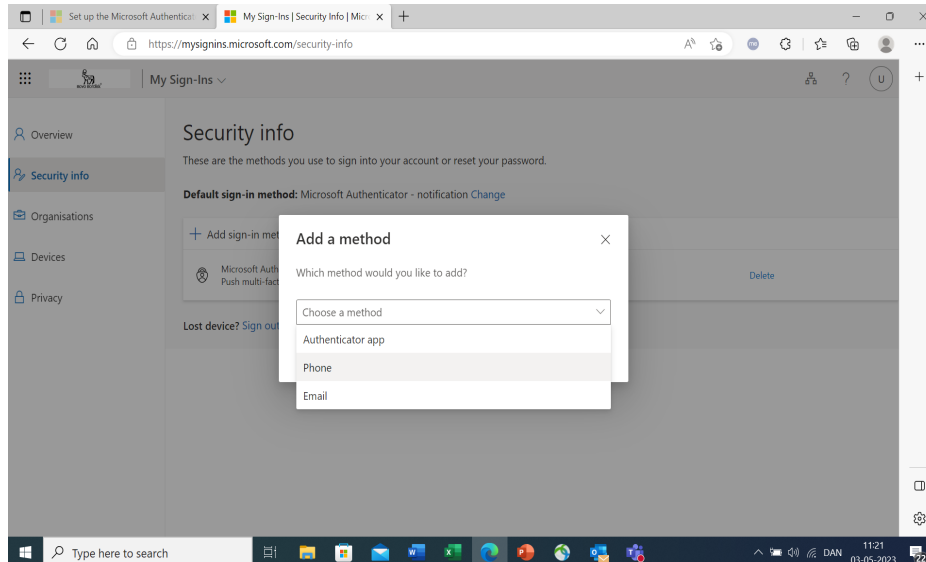 Set up the Microsoft Authenticat
My Sign-Ins | Security Info | Micr
https://mysignins.microsoft.com/security-info
My Sign-Ins
U
Overview
Security info
Organisations
Devices
Privacy
Security info
These are the methods you use to sign into your account or reset your password.
Default sign-in method: Microsoft Authenticator - notification Change
Add sign-in met
Microsoft Auth
Push multi-fact
Delete
Lost device? Sign out
Add a method
Which method would you like to add?
Choose a method
Authenticator app
Phone
Email
Type here to search
DAN
11:21
03-05-2023
22